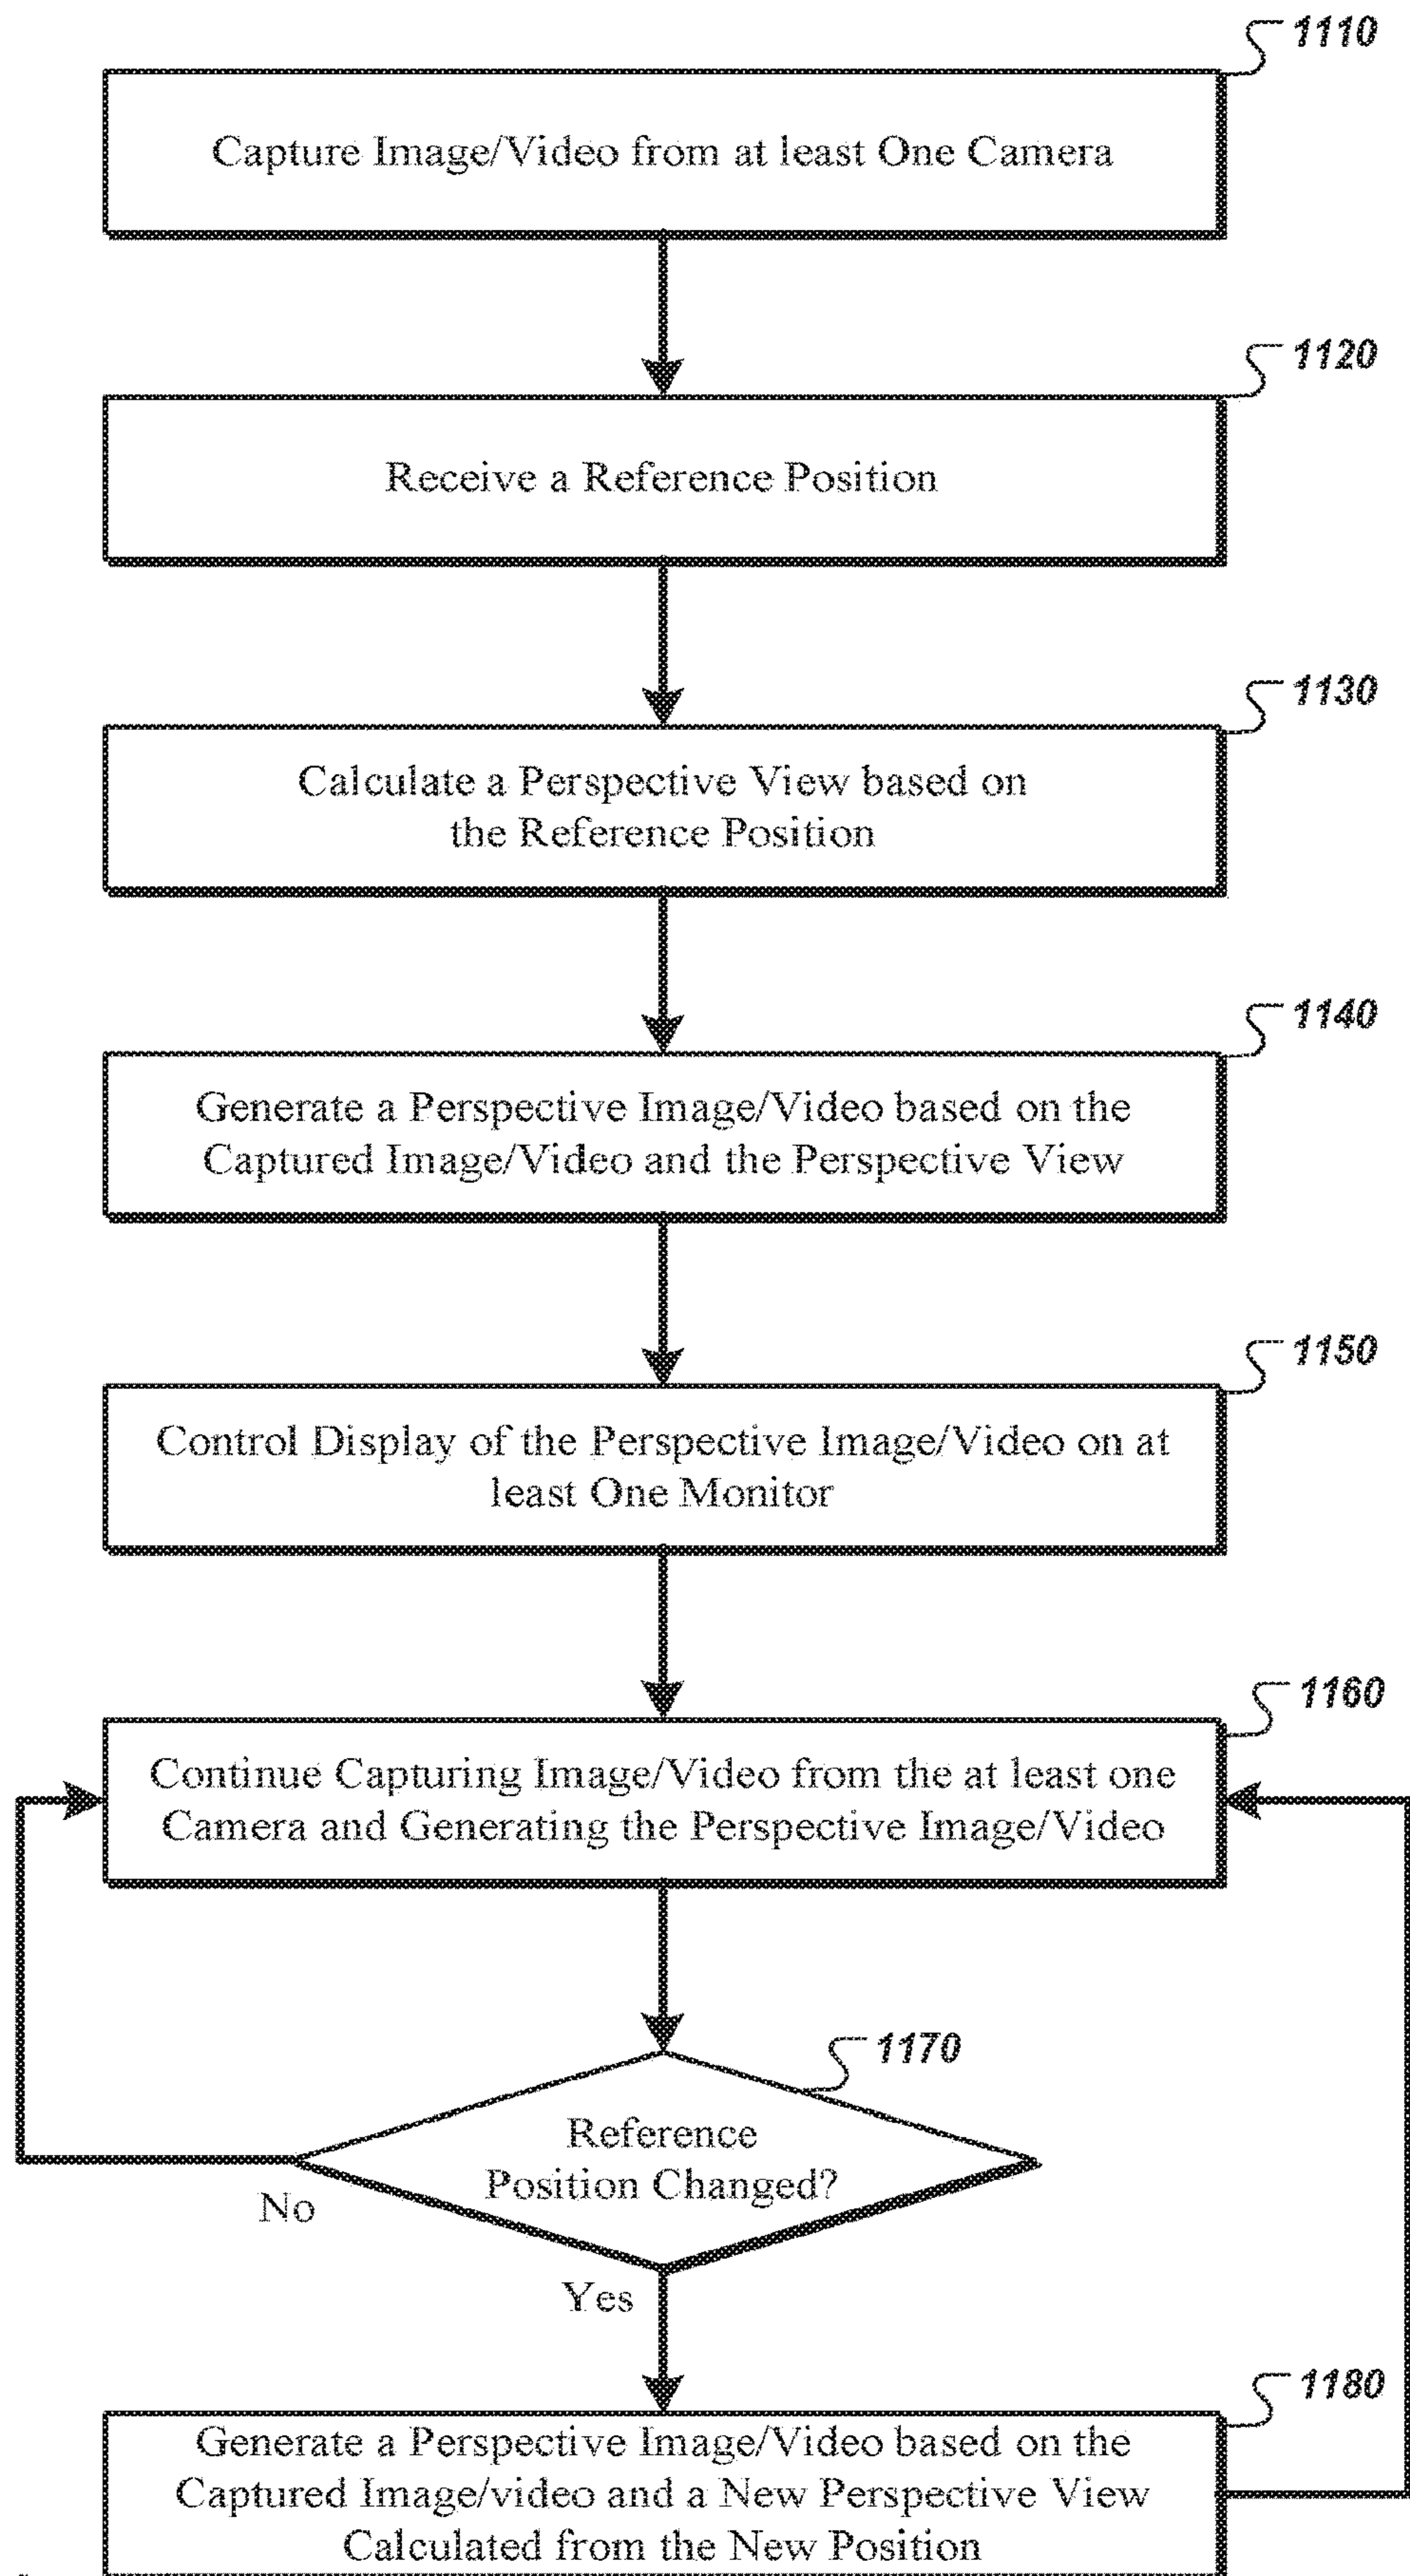 1110
Capture Image/Video from at least One Camera
1120
Receive a Reference Position
1130
Calculate a Perspective View based on
the Reference Position
1140
Generate a Perspective Image/Video based on the
Captured Image/Video and the Perspective View
1150
Control Display of the Perspective Image/Video on at
least One Monitor
1160
Continue Capturing Image/Video from the at least one
Camera and Generating the Perspective Image/Video
1170
Reference
Position Changed?
No
Yes
1180
Generate a Perspective Image/Video based on the
Captured Image/video and a New Perspective View
Calculated from the New Position